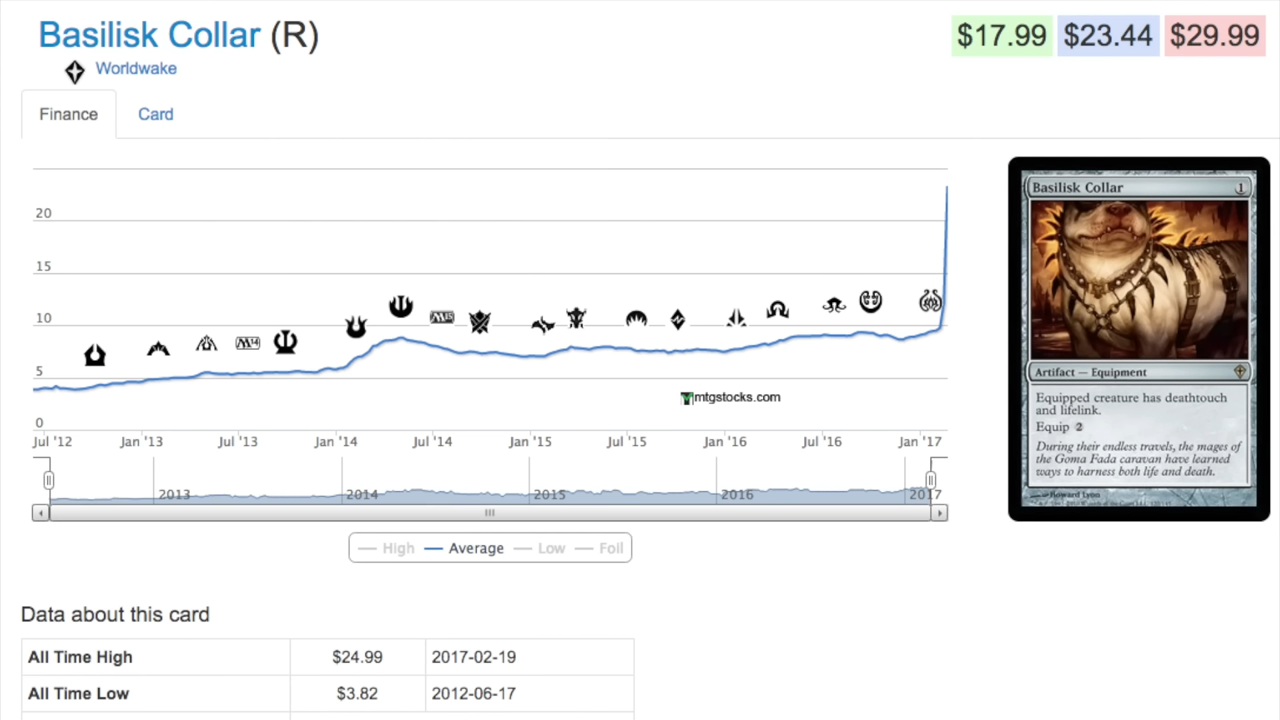 Basilisk Collar (R)
$17.99 $23.44 $29.99
Worldwake
Finance Card
20
15
10
5
0
M15
M14
mtgstocks.com
Jul '12 Jan '13 Jul '13 Jan '14 Jul '14 Jan '15 Jul '15 Jan '16 Jul '16 Jan '17
2013 2014 2015 2016 2017
High Average Low Foil
Basilisk Collar 1
Artifact — Equipment
Equipped creature has deathtouch
and lifelink.
Equip 2
During their endless travels, the mages of
the Goma Fada caravan have learned
ways to harness both life and death.
Howard Lyon
Data about this card
All Time High $24.99 2017-02-19
All Time Low $3.82 2012-06-17